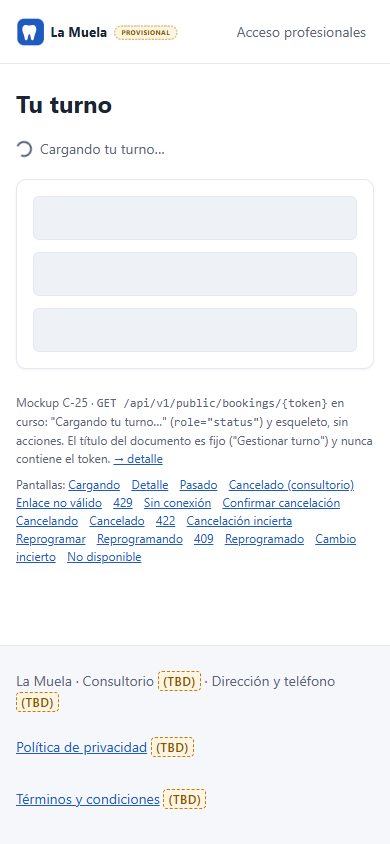 La Muela PROVISIONAL Acceso profesionales
Tu turno
Cargando tu turno...
Mockup C-25 · GET /api/v1/public/bookings/{token} en
curso: "Cargando tu turno..." (role="status") y esqueleto, sin
acciones. El título del documento es fijo ("Gestionar turno") y nunca
contiene el token. → detalle
Pantallas: Cargando Detalle Pasado Cancelado (consultorio)
Enlace no válido 429 Sin conexión Confirmar cancelación
Cancelando Cancelado 422 Cancelación incierta
Reprogramar Reprogramando 409 Reprogramado Cambio
incierto No disponible
La Muela · Consultorio (TBD) · Dirección y teléfono
(TBD)
Política de privacidad (TBD)
Términos y condiciones (TBD)